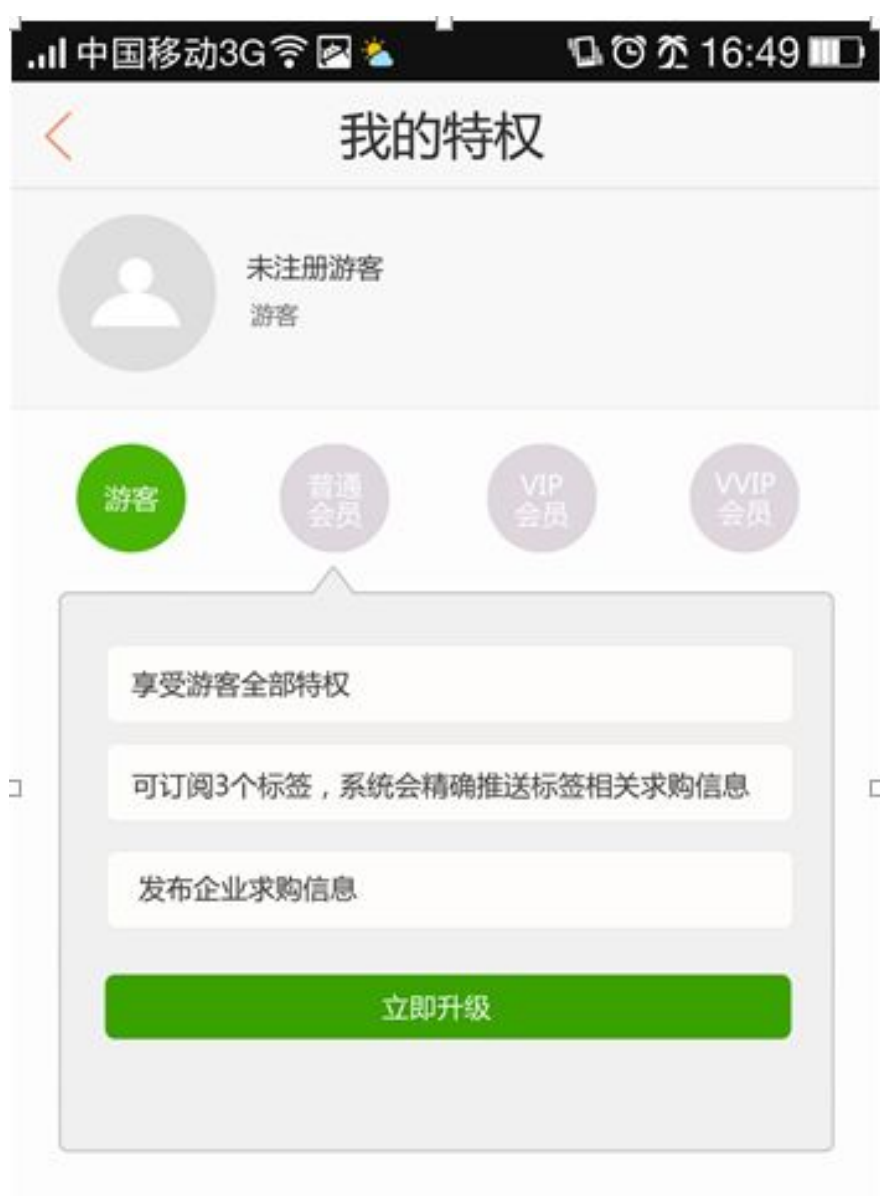 中国移动3G 16:49
我的特权
未注册游客
游客
游客
普通
会员
VIP
会员
VVIP
会员
享受游客全部特权
可订阅3个标签，系统会精确推送标签相关求购信息
发布企业求购信息
立即升级